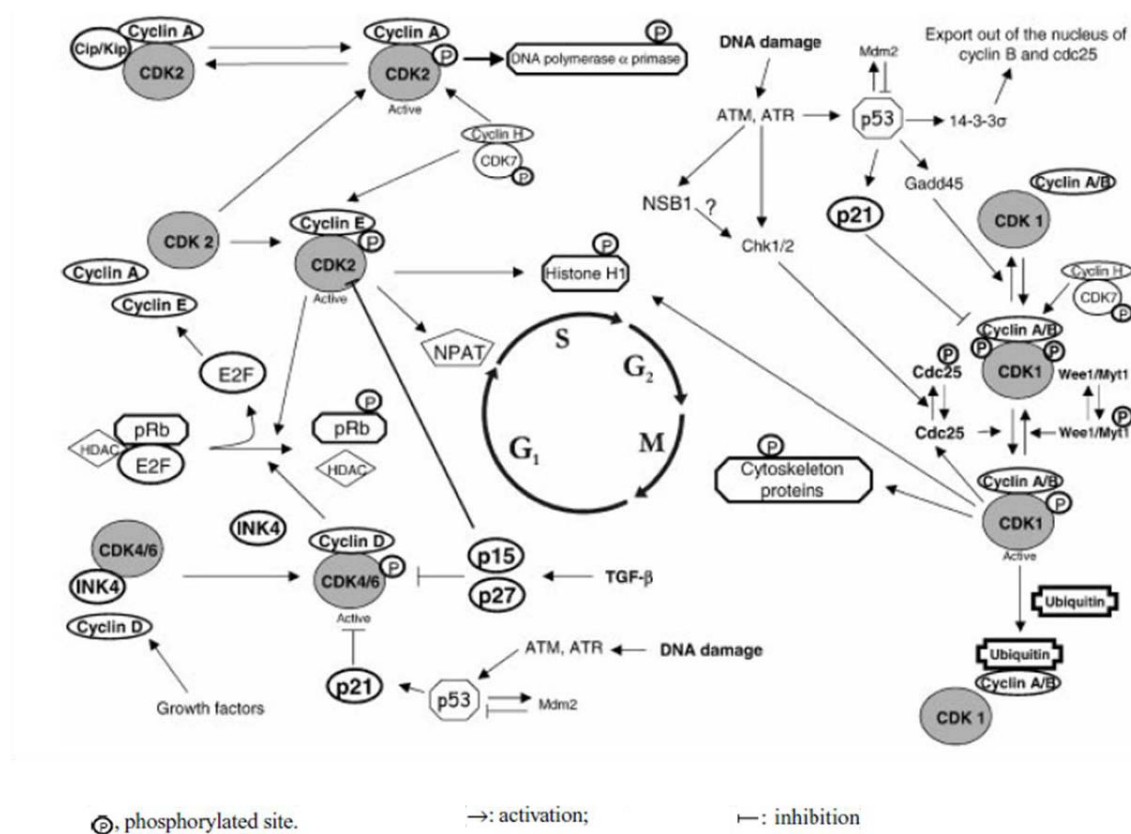 Cyclin A
Cip/Kip
CDK2
Cyclin A
P
CDK2
Active
P
DNA polymerase α primase
DNA damage
Mdm2
Export out of the nucleus of
cyclin B and cdc25
ATM, ATR
p53
14-3-3σ
Cyclin H
CDK7
P
Gadd45
Cyclin A/B
CDK 1
NSB1
?
p21
Chk1/2
CDK 2
Cyclin E
P
CDK2
Active
Cyclin A
Cyclin E
P
Histone H1
NPAT
Cyclin H
CDK7
P
Cyclin A/B
P
P
CDK1
P
Cdc25
Wee1/Myt1
Cdc25
P
Wee1/Myt1
E2F
S
G2
M
G1
pRb
HDAC
E2F
P
pRb
HDAC
P
Cytoskeleton
proteins
Cyclin A/B
P
CDK1
Active
INK4
CDK4/6
INK4
Cyclin D
Cyclin D
P
CDK4/6
Active
p15
p27
TGF-β
Ubiquitin
Ubiquitin
Cyclin A/B
CDK 1
ATM, ATR
DNA damage
p21
p53
Mdm2
Growth factors
P, phosphorylated site.
→: activation;
⊢: inhibition